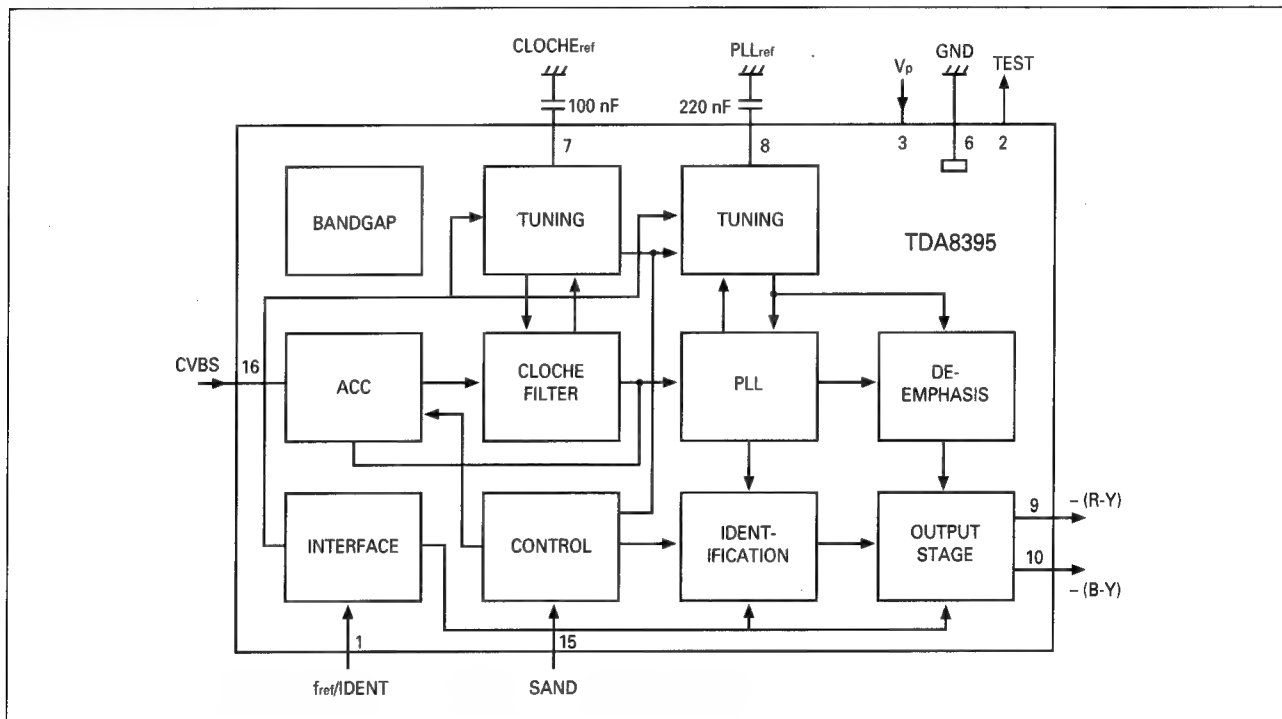 CLOCHEref
PLLref
GND
Vp
TEST
100 nF
220 nF
7
8
3
6
2
BANDGAP
TUNING
TUNING
TDA8395
CVBS
16
ACC
CLOCHE
FILTER
PLL
DE-
EMPHASIS
INTERFACE
CONTROL
IDENT-
IFICATION
OUTPUT
STAGE
9
– (R-Y)
10
– (B-Y)
1
15
fref/IDENT
SAND